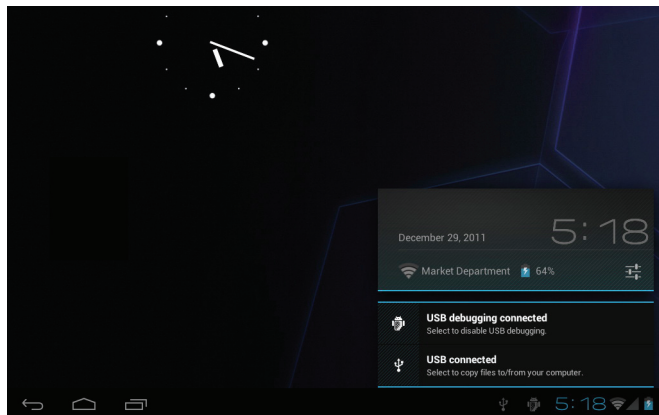 December 29, 2011
5:18
Market Department
64%
USB debugging connected
Select to disable USB debugging.
USB connected
Select to copy files to/from your computer.
5:18